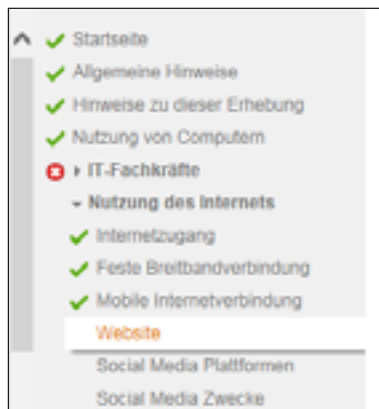 Startseite
Allgemeine Hinweise
Hinweise zu dieser Erhebung
Nutzung von Computern
IT-Fachkräfte
Nutzung des Internets
Internetzugang
Feste Breitbandverbindung
Mobile Internetverbindung
Website
Social Media Plattformen
Social Media Zwecke